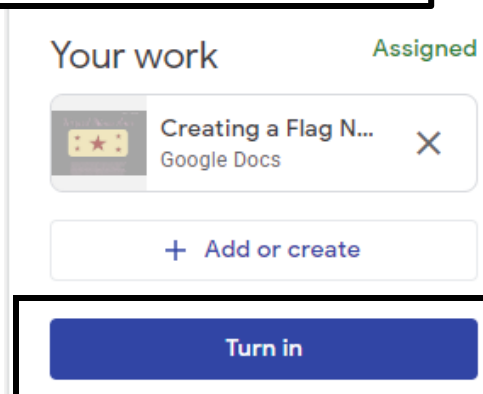 Your work Assigned
Creating a Flag N...
Google Docs
+ Add or create
Turn in